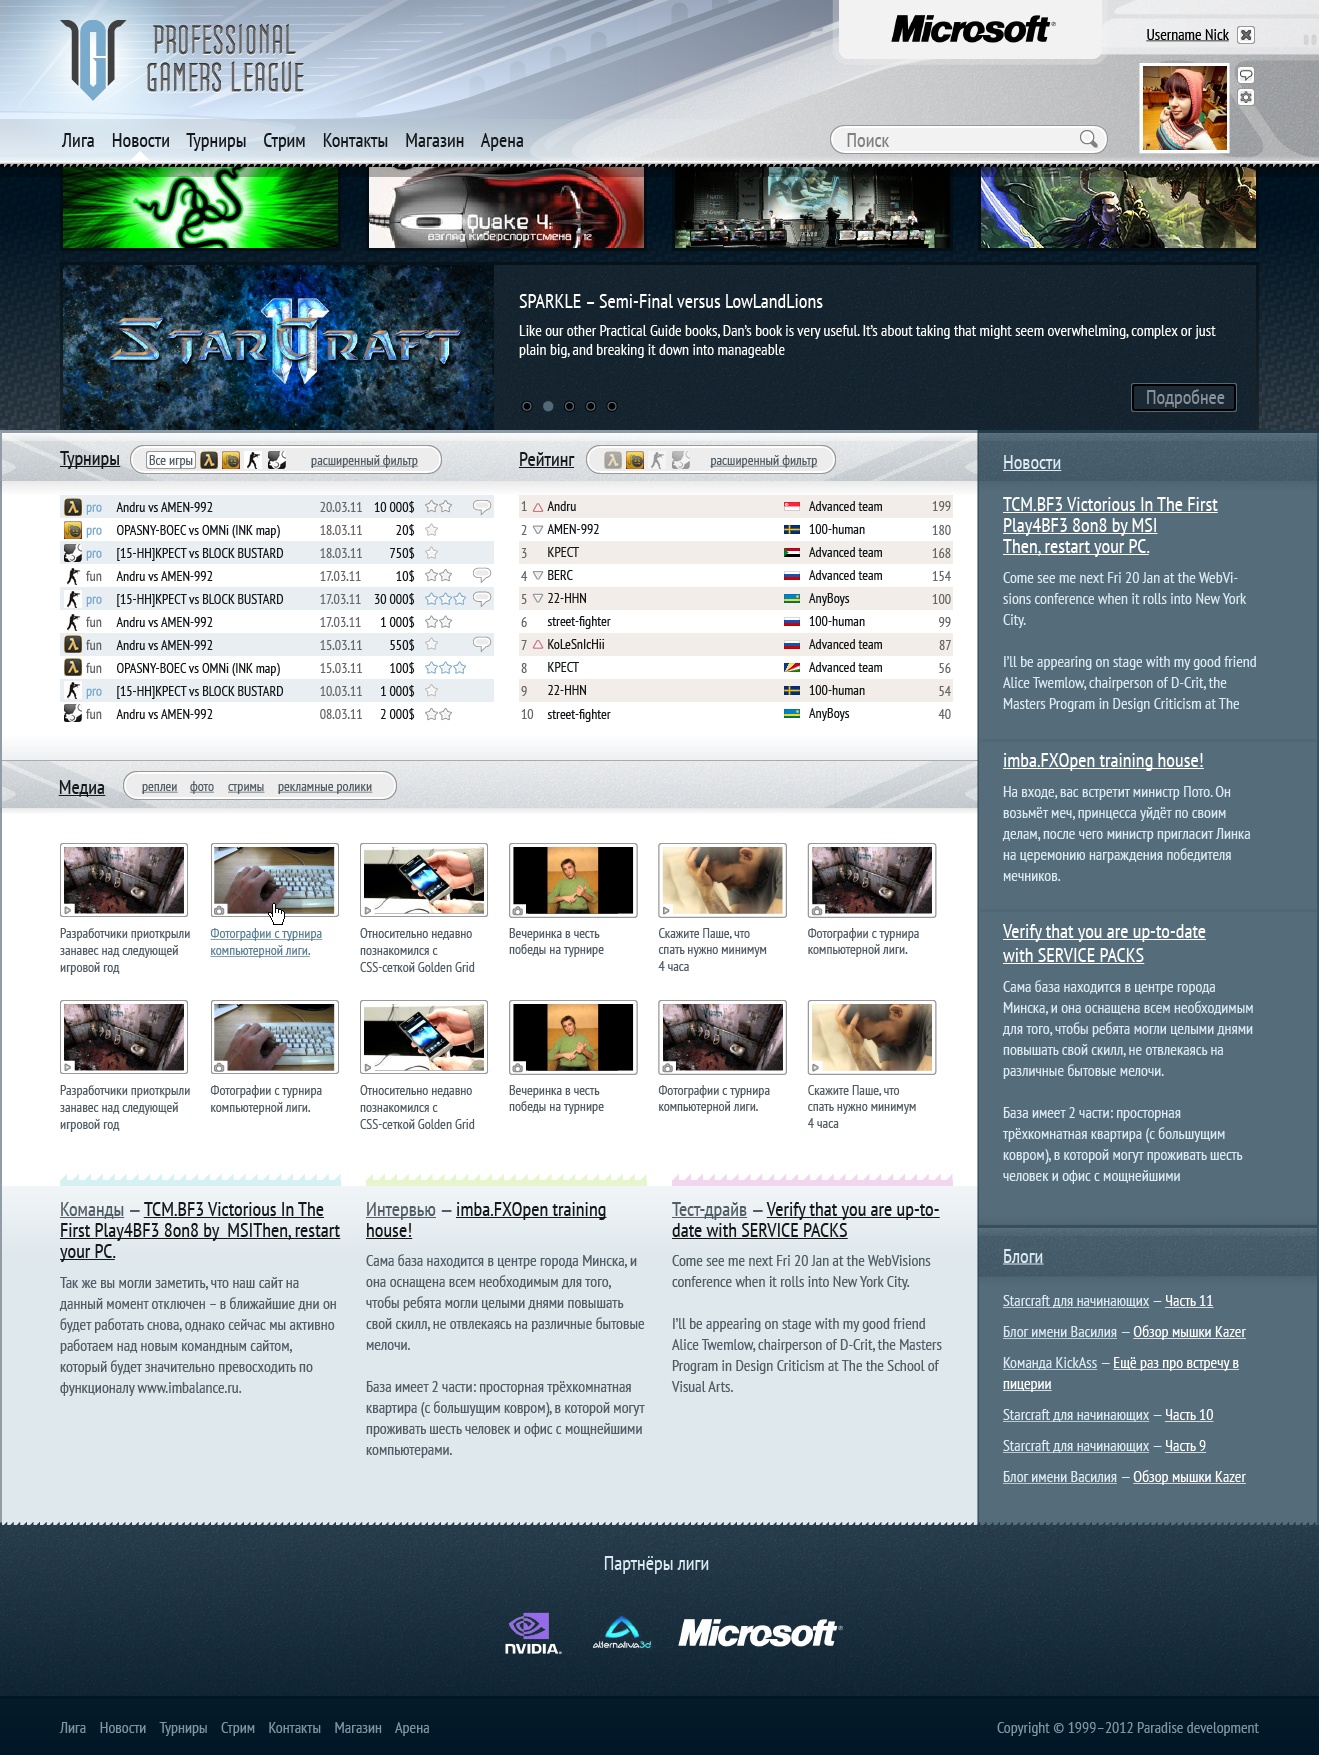 PROFESSIONAL
GAMERS LEAGUE
Microsoft
Username Nick
Лига Новости Турниры Стрим Контакты Магазин Арена
Поиск
Quake 4:
взгляд киберспортсмена
STARCRAFT
SPARKLE – Semi-Final versus LowLandLions
Like our other Practical Guide books, Dan's book is very useful. It's about taking that might seem overwhelming, complex or just
plain big, and breaking it down into manageable
Подробнее
Турниры Все игры расширенный фильтр
pro Andru vs AMEN-992 20.03.11 10 000$
pro OPASNY-BOEC vs OMNi (INK map) 18.03.11 20$
pro [15-HH]КРЕСТ vs BLOCK BUSTARD 18.03.11 750$
fun Andru vs AMEN-992 17.03.11 10$
pro [15-HH]КРЕСТ vs BLOCK BUSTARD 17.03.11 30 000$
fun Andru vs AMEN-992 17.03.11 1 000$
fun Andru vs AMEN-992 15.03.11 550$
fun OPASNY-BOEC vs OMNi (INK map) 15.03.11 100$
pro [15-HH]КРЕСТ vs BLOCK BUSTARD 10.03.11 1 000$
fun Andru vs AMEN-992 08.03.11 2 000$
Рейтинг расширенный фильтр
1 Andru Advanced team 199
2 AMEN-992 100-human 180
3 КРЕСТ Advanced team 168
4 BERC Advanced team 154
5 22-HHN AnyBoys 100
6 street-fighter 100-human 99
7 KoLeSnIcHii Advanced team 87
8 КРЕСТ Advanced team 56
9 22-HHN 100-human 54
10 street-fighter AnyBoys 40
Медиа реплеи фото стримы рекламные ролики
Разработчики приоткрыли
занавес над следующей
игровой год
Фотографии с турнира
компьютерной лиги.
Относительно недавно
познакомился с
CSS-сеткой Golden Grid
Вечеринка в честь
победы на турнире
Скажите Паше, что
спать нужно минимум
4 часа
Фотографии с турнира
компьютерной лиги.
Разработчики приоткрыли
занавес над следующей
игровой год
Фотографии с турнира
компьютерной лиги.
Относительно недавно
познакомился с
CSS-сеткой Golden Grid
Вечеринка в честь
победы на турнире
Фотографии с турнира
компьютерной лиги.
Скажите Паше, что
спать нужно минимум
4 часа
Команды — TCM.BF3 Victorious In The
First Play4BF3 8on8 by MSIThen, restart
your PC.
Так же вы могли заметить, что наш сайт на
данный момент отключен – в ближайшие дни он
будет работать снова, однако сейчас мы активно
работаем над новым командным сайтом,
который будет значительно превосходить по
функционалу www.imbalance.ru.
Интервью — imba.FXOpen training
house!
Сама база находится в центре города Минска, и
она оснащена всем необходимым для того,
чтобы ребята могли целыми днями повышать
свой скилл, не отвлекаясь на различные бытовые
мелочи.
База имеет 2 части: просторная трёхкомнатная
квартира (с большущим ковром), в которой могут
проживать шесть человек и офис с мощнейшими
компьютерами.
Тест-драйв — Verify that you are up-to-
date with SERVICE PACKS
Come see me next Fri 20 Jan at the WebVisions
conference when it rolls into New York City.
I'll be appearing on stage with my good friend
Alice Twemlow, chairperson of D-Crit, the Masters
Program in Design Criticism at The the School of
Visual Arts.
Новости
TCM.BF3 Victorious In The First
Play4BF3 8on8 by MSI
Then, restart your PC.
Come see me next Fri 20 Jan at the WebVi-
sions conference when it rolls into New York
City.
I'll be appearing on stage with my good friend
Alice Twemlow, chairperson of D-Crit, the
Masters Program in Design Criticism at The
imba.FXOpen training house!
На входе, вас встретит министр Пото. Он
возьмёт меч, принцесса уйдёт по своим
делам, после чего министр пригласит Линка
на церемонию награждения победителя
мечников.
Verify that you are up-to-date
with SERVICE PACKS
Сама база находится в центре города
Минска, и она оснащена всем необходимым
для того, чтобы ребята могли целыми днями
повышать свой скилл, не отвлекаясь на
различные бытовые мелочи.
База имеет 2 части: просторная
трёхкомнатная квартира (с большущим
ковром), в которой могут проживать шесть
человек и офис с мощнейшими
Блоги
Starcraft для начинающих — Часть 11
Блог имени Василия — Обзор мышки Kazer
Команда KickAss — Ещё раз про встречу в
пицерии
Starcraft для начинающих — Часть 10
Starcraft для начинающих — Часть 9
Блог имени Василия — Обзор мышки Kazer
Партнёры лиги
NVIDIA.
alternativa3d
Microsoft
Лига Новости Турниры Стрим Контакты Магазин Арена
Copyright © 1999–2012 Paradise development